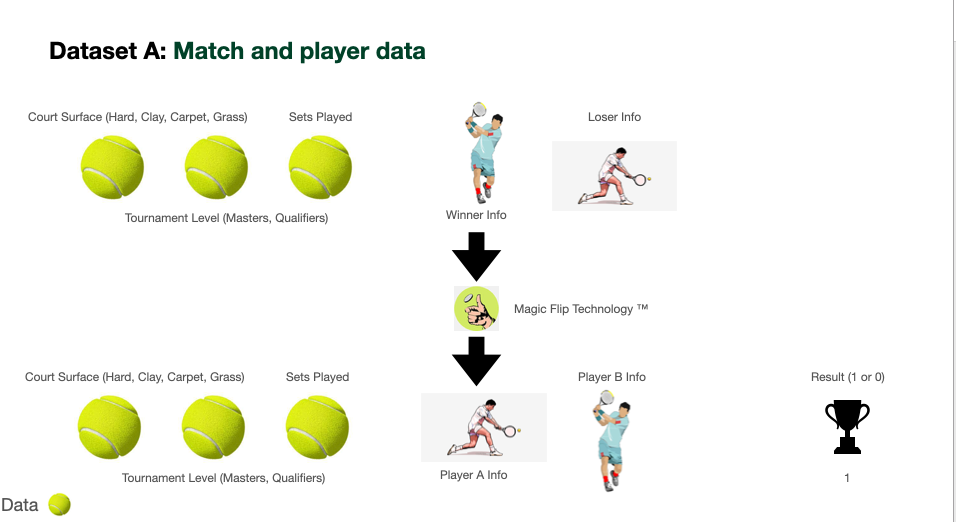 Dataset A: Match and player data
Court Surface (Hard, Clay, Carpet, Grass)
Sets Played
Loser Info
Tournament Level (Masters, Qualifiers)
Winner Info
Magic Flip Technology ™
Court Surface (Hard, Clay, Carpet, Grass)
Sets Played
Player B Info
Result (1 or 0)
Tournament Level (Masters, Qualifiers)
Player A Info
1
Data